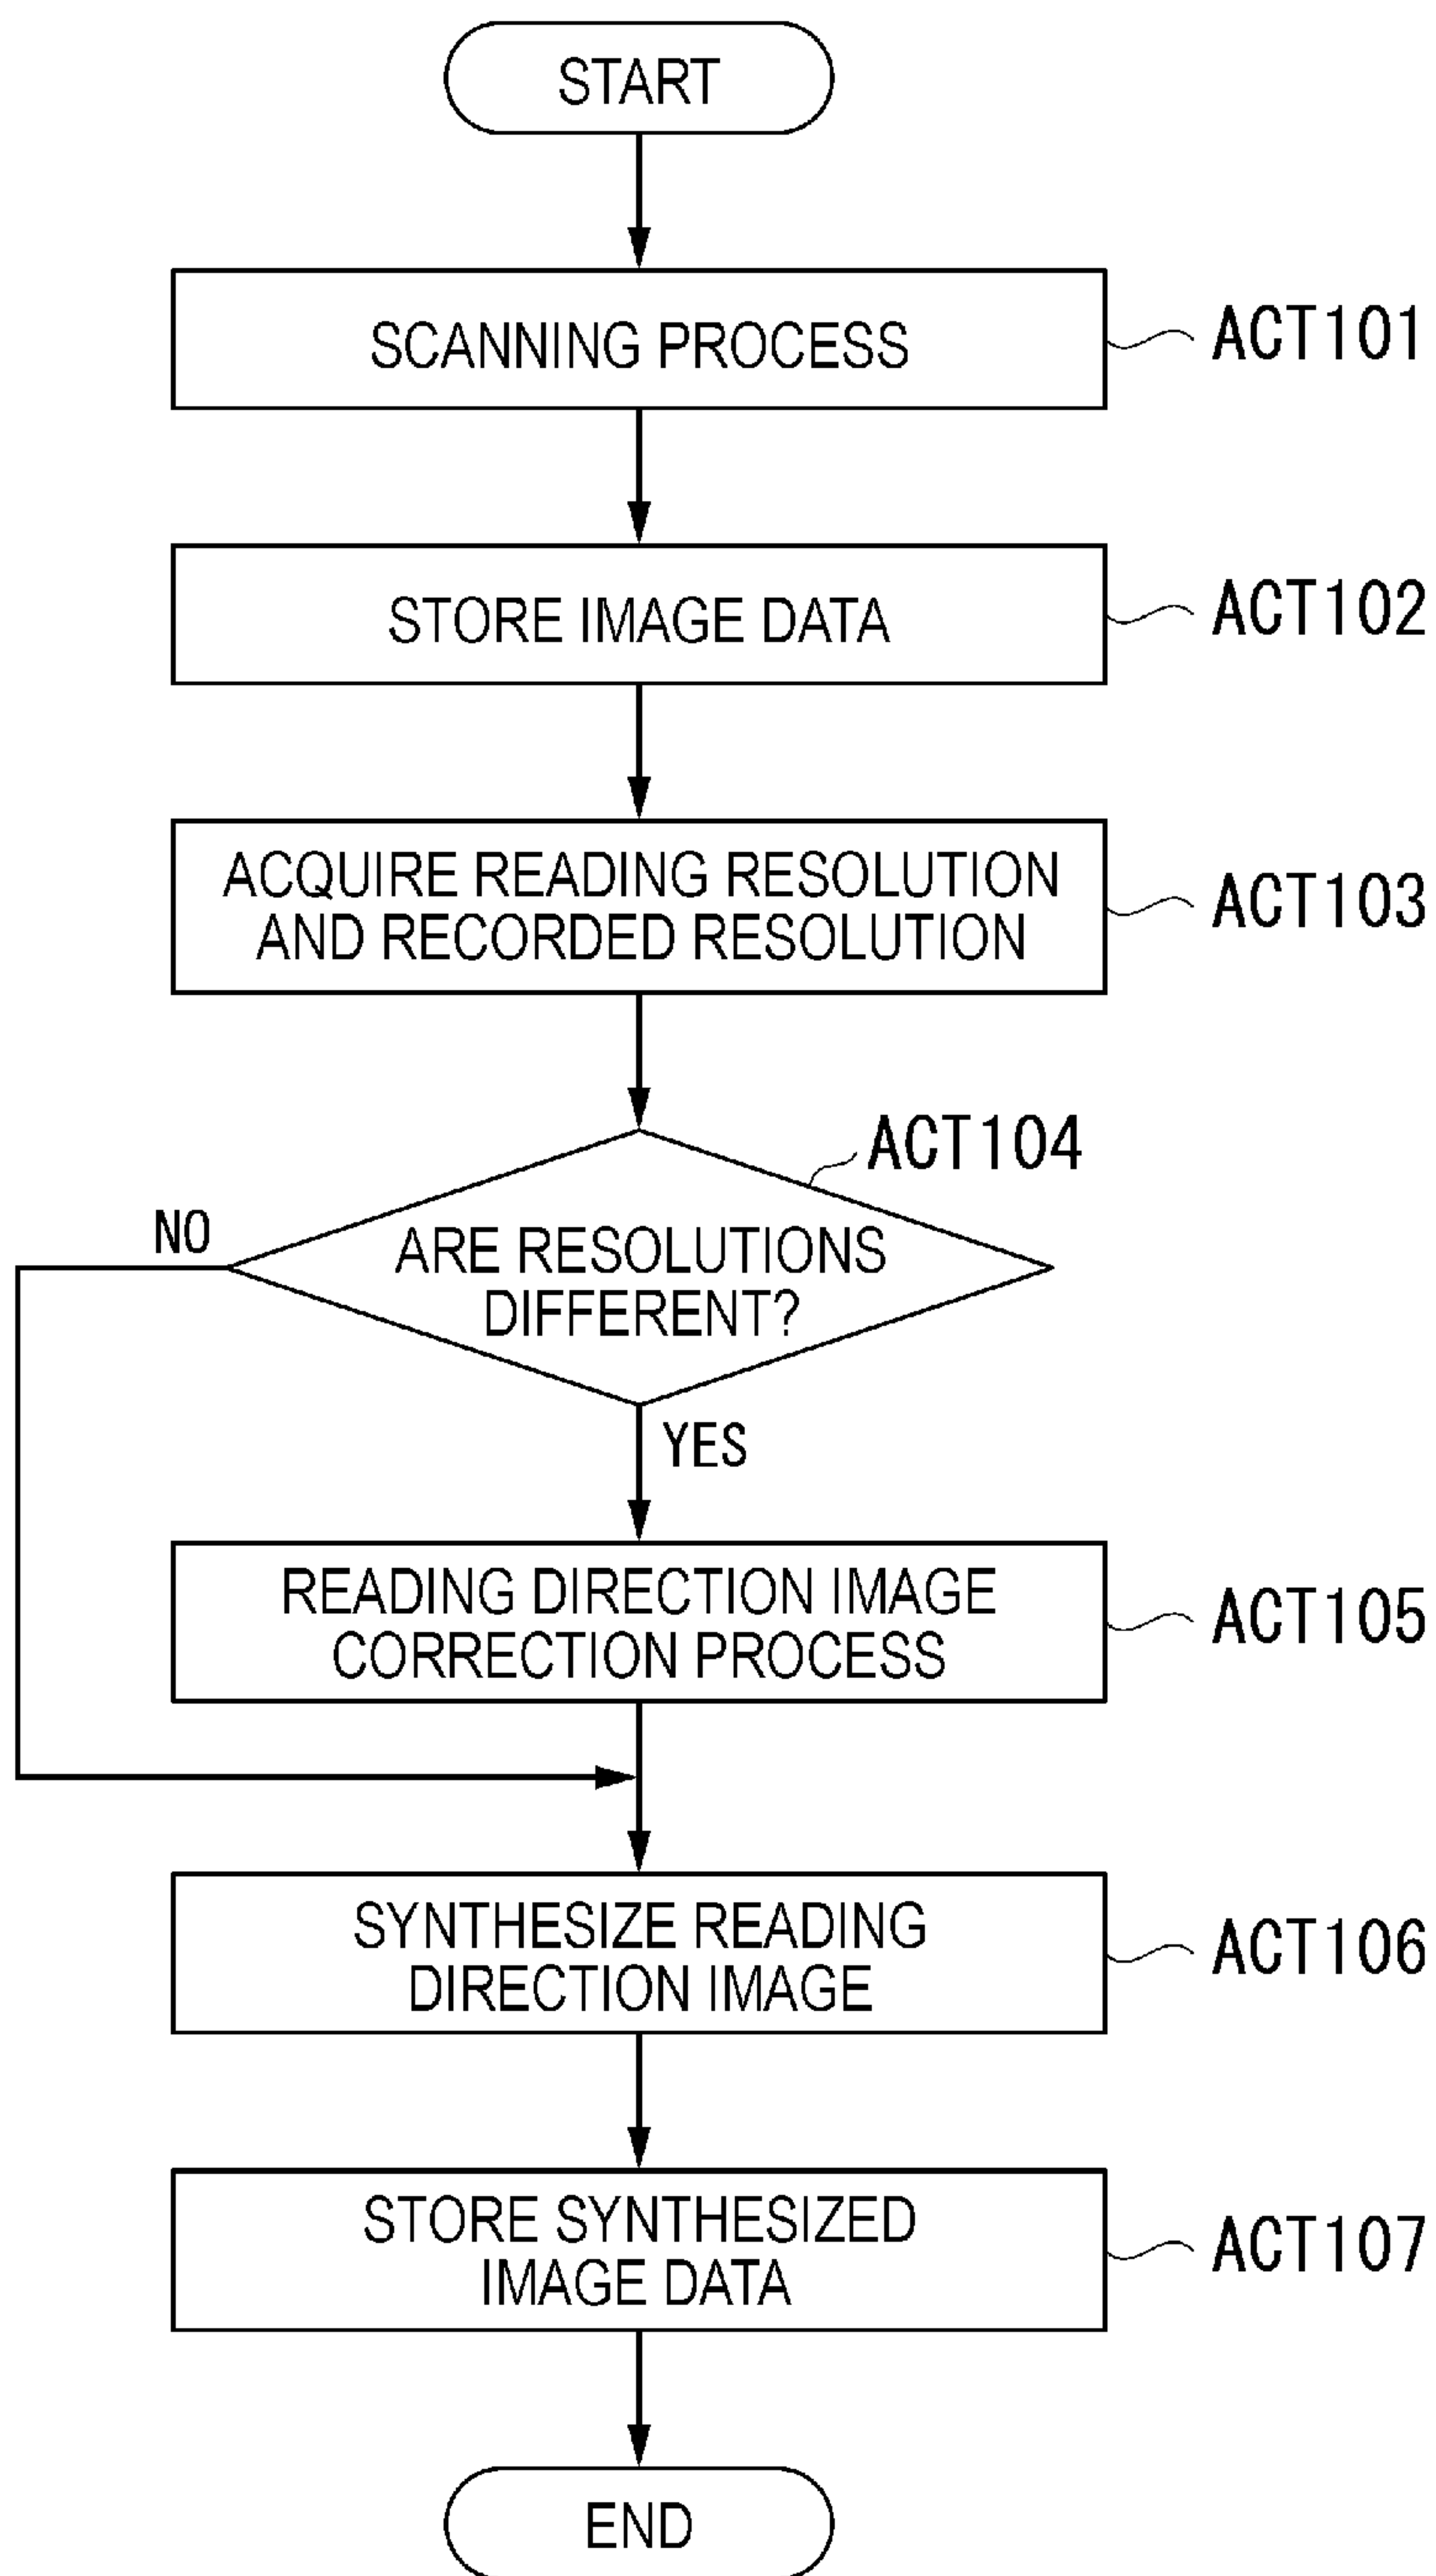 START
SCANNING PROCESS
ACT101
STORE IMAGE DATA
ACT102
ACQUIRE READING RESOLUTION
AND RECORDED RESOLUTION
ACT103
ACT104
NO
ARE RESOLUTIONS
DIFFERENT?
YES
READING DIRECTION IMAGE
CORRECTION PROCESS
ACT105
SYNTHESIZE READING
DIRECTION IMAGE
ACT106
STORE SYNTHESIZED
IMAGE DATA
ACT107
END